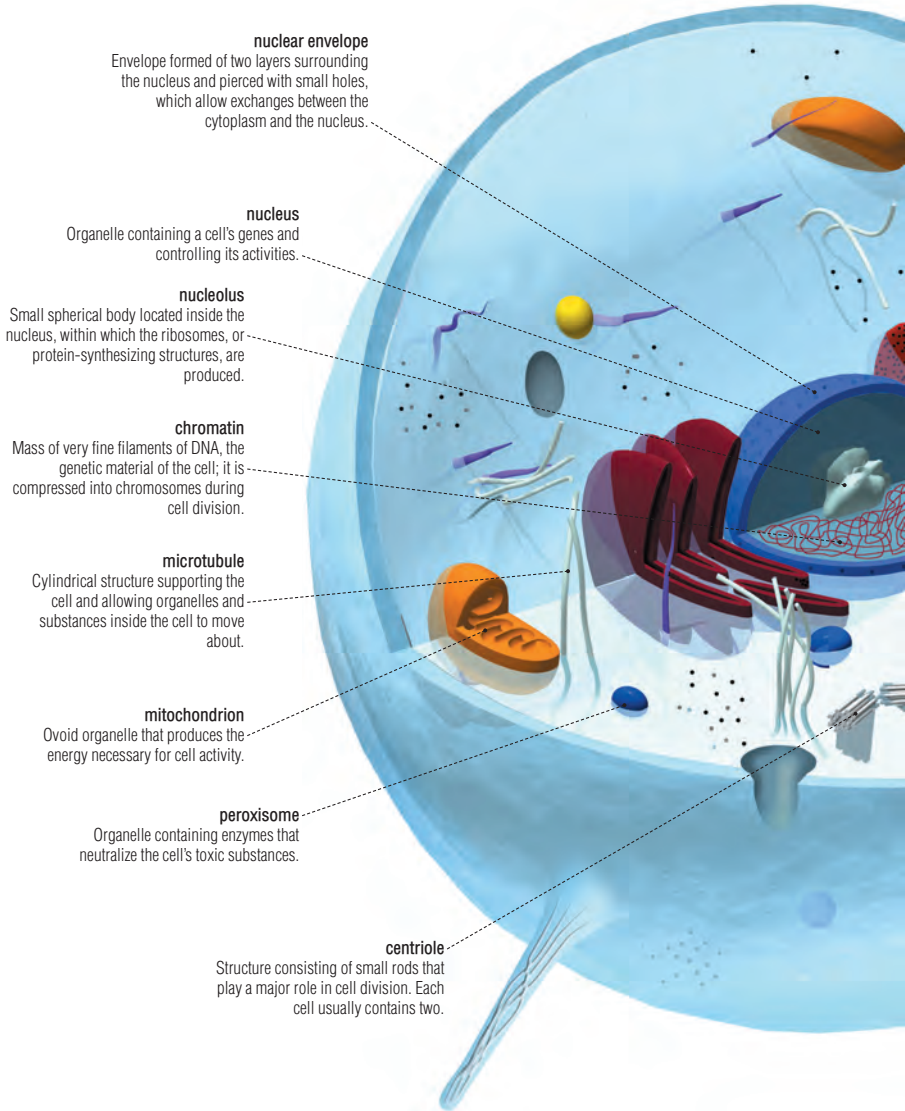 nuclear envelope
Envelope formed of two layers surrounding
the nucleus and pierced with small holes,
which allow exchanges between the
cytoplasm and the nucleus.
nucleus
Organelle containing a cell's genes and
controlling its activities.
nucleolus
Small spherical body located inside the
nucleus, within which the ribosomes, or
protein-synthesizing structures, are
produced.
chromatin
Mass of very fine filaments of DNA, the
genetic material of the cell; it is
compressed into chromosomes during
cell division.
microtubule
Cylindrical structure supporting the
cell and allowing organelles and
substances inside the cell to move
about.
mitochondrion
Ovoid organelle that produces the
energy necessary for cell activity.
peroxisome
Organelle containing enzymes that
neutralize the cell's toxic substances.
centriole
Structure consisting of small rods that
play a major role in cell division. Each
cell usually contains two.